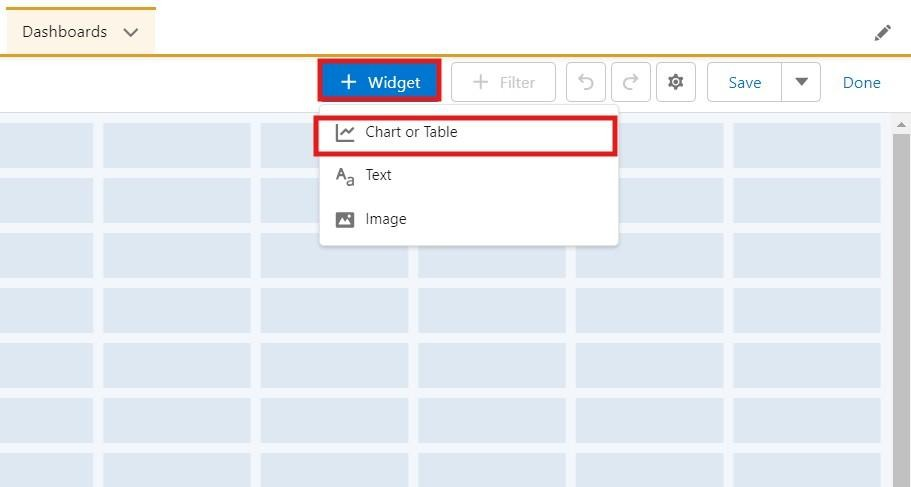 Dashboards
+ Widget
+ Filter
Save
Done
Chart or Table
Text
Image